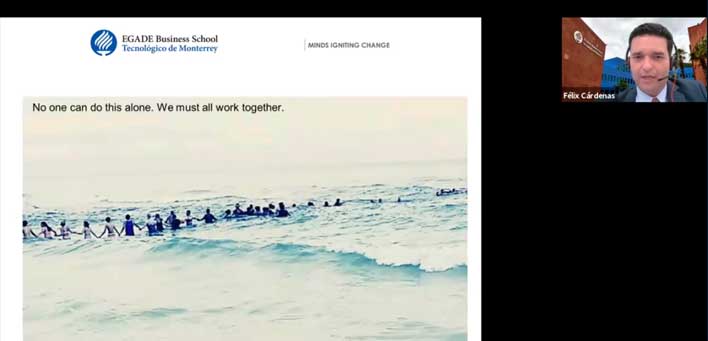 EGADE Business School
Tecnológico de Monterrey
MINDS IGNITING CHANGE
Félix Cárdenas
No one can do this alone. We must all work together.